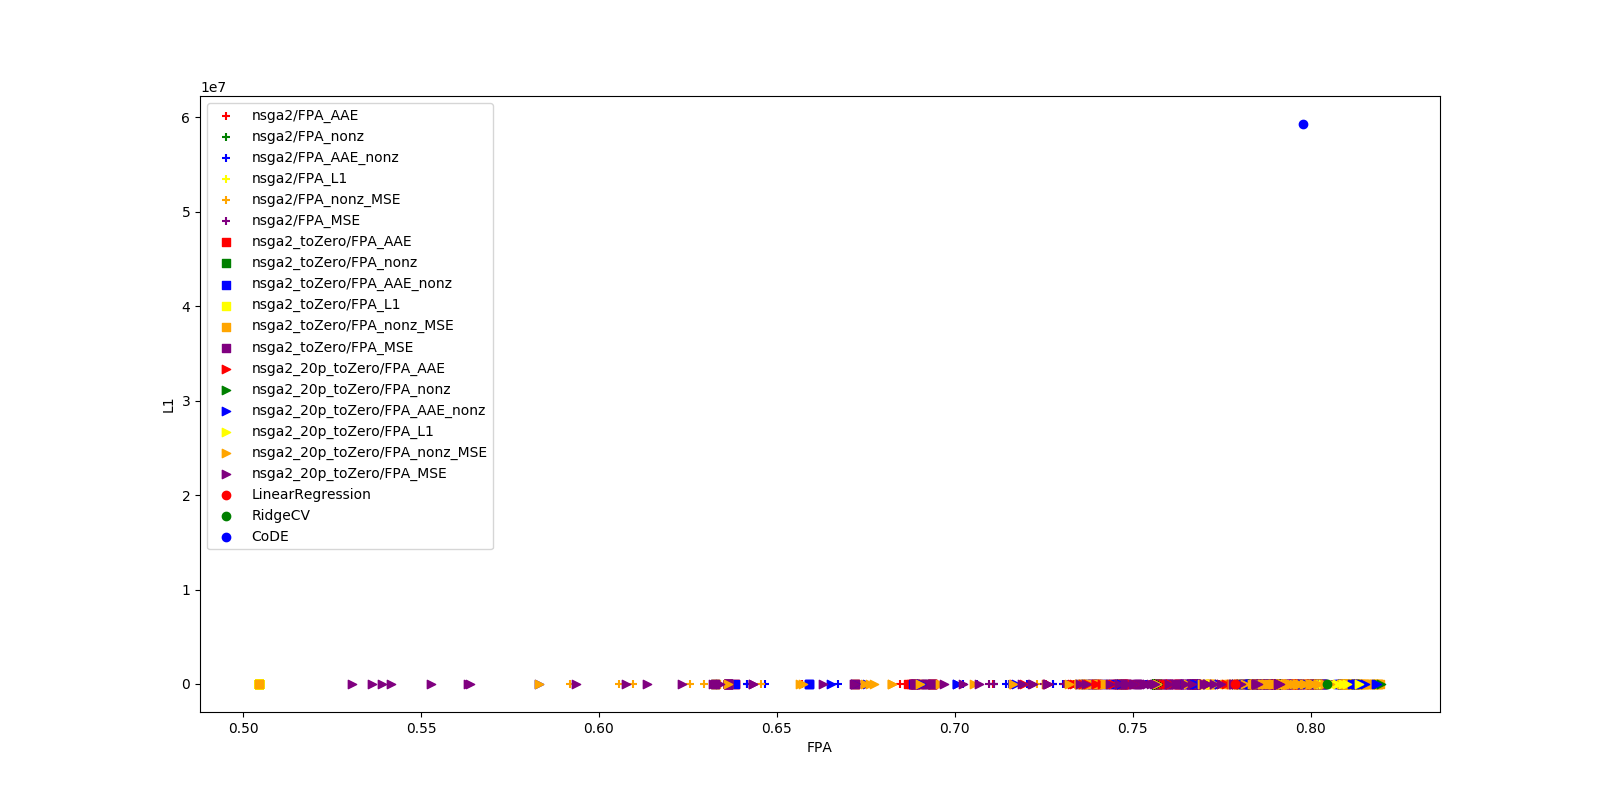 1e7
6
5
4
3
2
1
0
L1
nsga2/FPA_AAE
nsga2/FPA_nonz
nsga2/FPA_AAE_nonz
nsga2/FPA_L1
nsga2/FPA_nonz_MSE
nsga2/FPA_MSE
nsga2_toZero/FPA_AAE
nsga2_toZero/FPA_nonz
nsga2_toZero/FPA_AAE_nonz
nsga2_toZero/FPA_L1
nsga2_toZero/FPA_nonz_MSE
nsga2_toZero/FPA_MSE
nsga2_20p_toZero/FPA_AAE
nsga2_20p_toZero/FPA_nonz
nsga2_20p_toZero/FPA_AAE_nonz
nsga2_20p_toZero/FPA_L1
nsga2_20p_toZero/FPA_nonz_MSE
nsga2_20p_toZero/FPA_MSE
LinearRegression
RidgeCV
CoDE
0.50 0.55 0.60 0.65 0.70 0.75 0.80
FPA